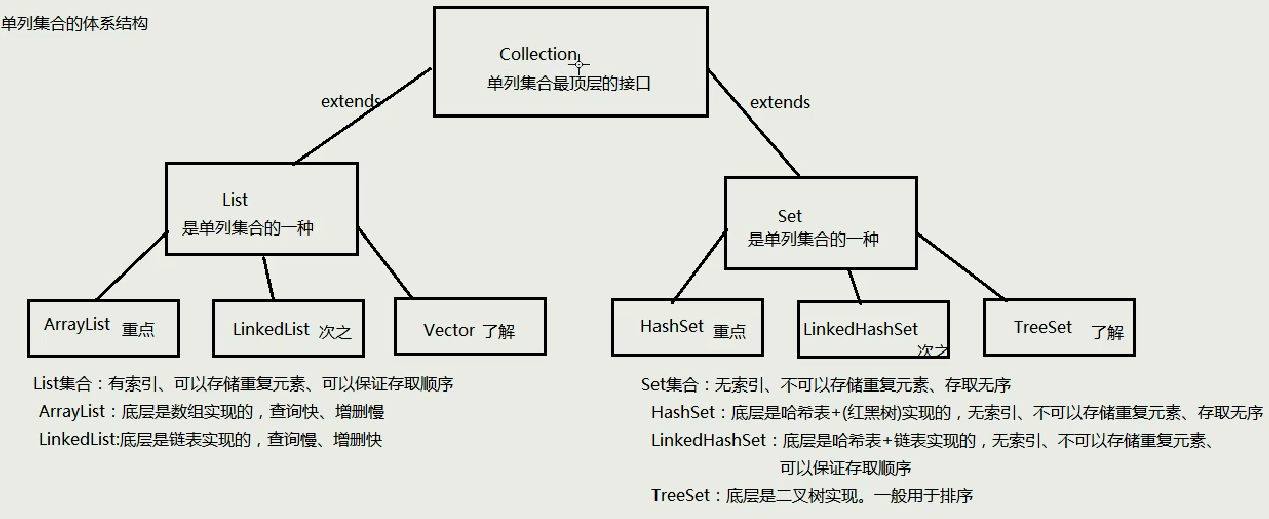 单列集合的体系结构
Collection
单列集合最顶层的接口
extends
extends
List
是单列集合的一种
Set
是单列集合的一种
ArrayList 重点
LinkedList 次之
Vector 了解
HashSet 重点
LinkedHashSet
次之
TreeSet 了解
List集合：有索引、可以存储重复元素、可以保证存取顺序
ArrayList：底层是数组实现的，查询快、增删慢
LinkedList:底层是链表实现的，查询慢、增删快
Set集合：无索引、不可以存储重复元素、存取无序
HashSet：底层是哈希表+(红黑树)实现的，无索引、不可以存储重复元素、存取无序
LinkedHashSet：底层是哈希表+链表实现的，无索引、不可以存储重复元素、
可以保证存取顺序
TreeSet：底层是二叉树实现。一般用于排序